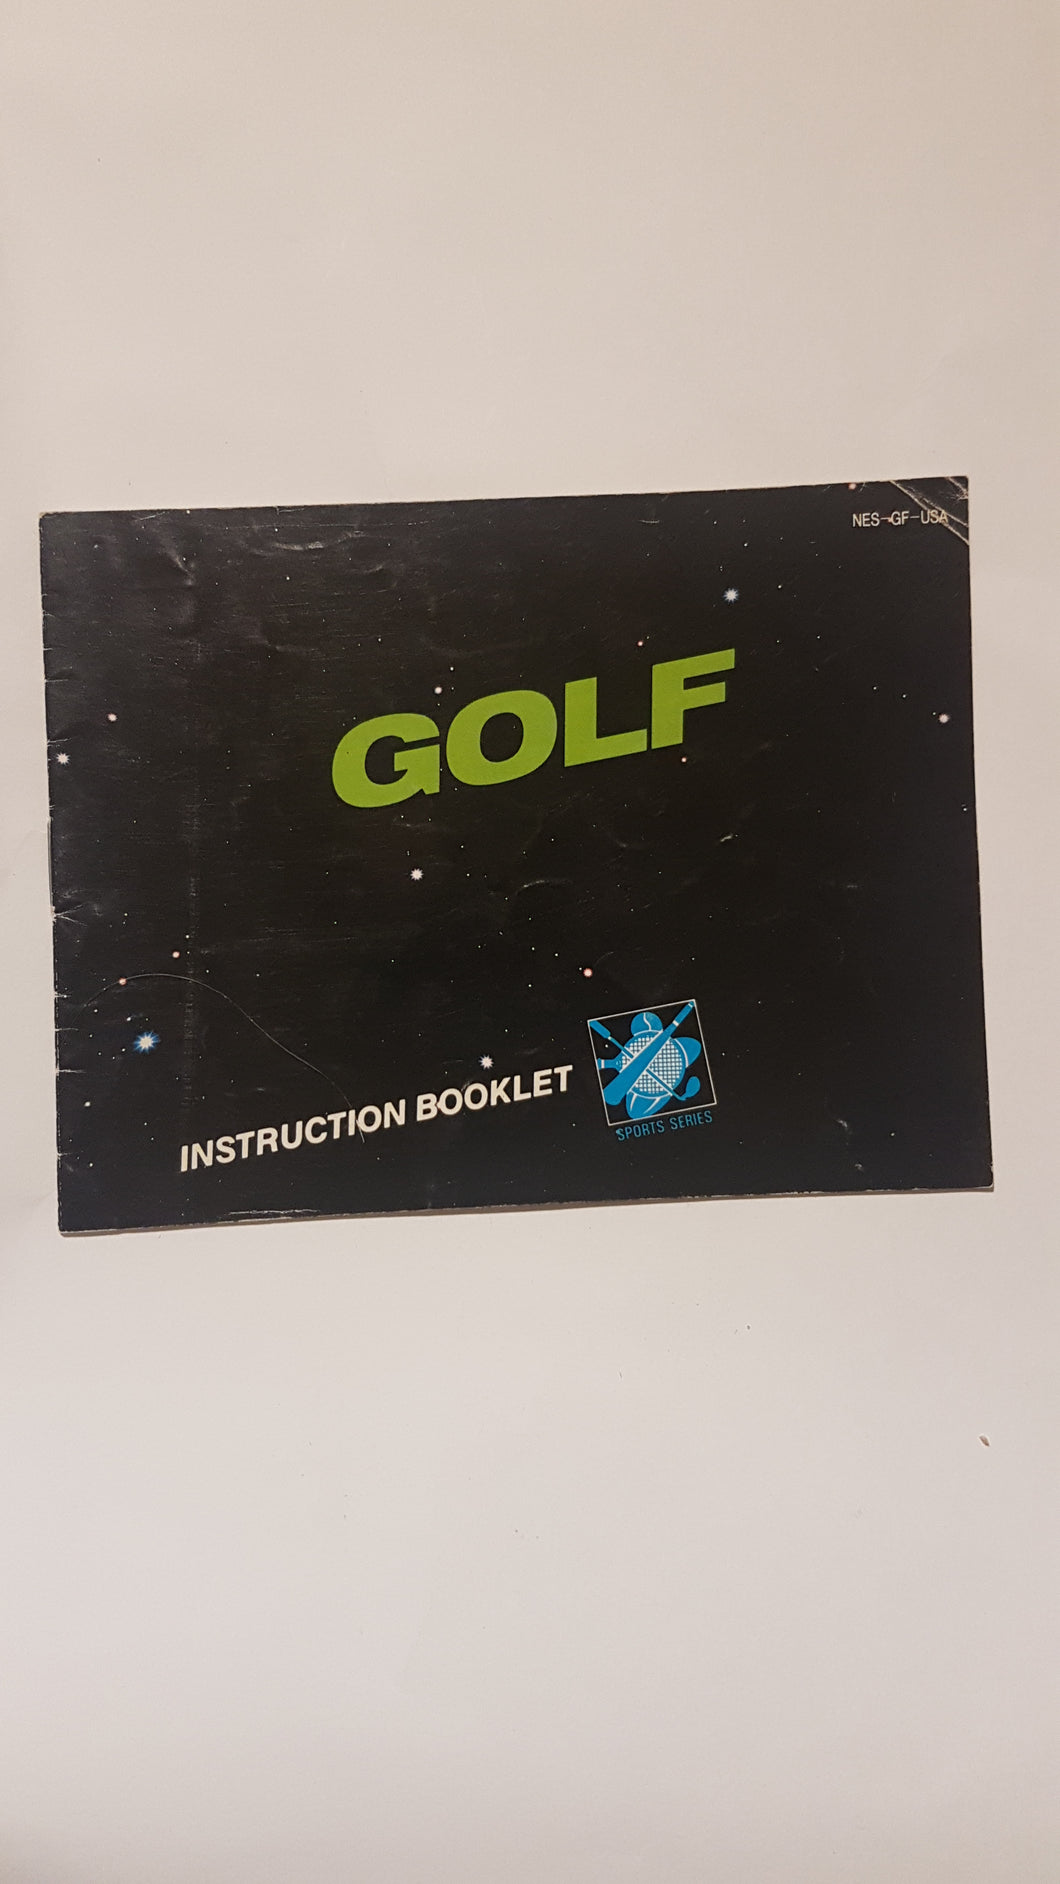 NES-GF-USA
GOLF
INSTRUCTION BOOKLET
SPORTS SERIES